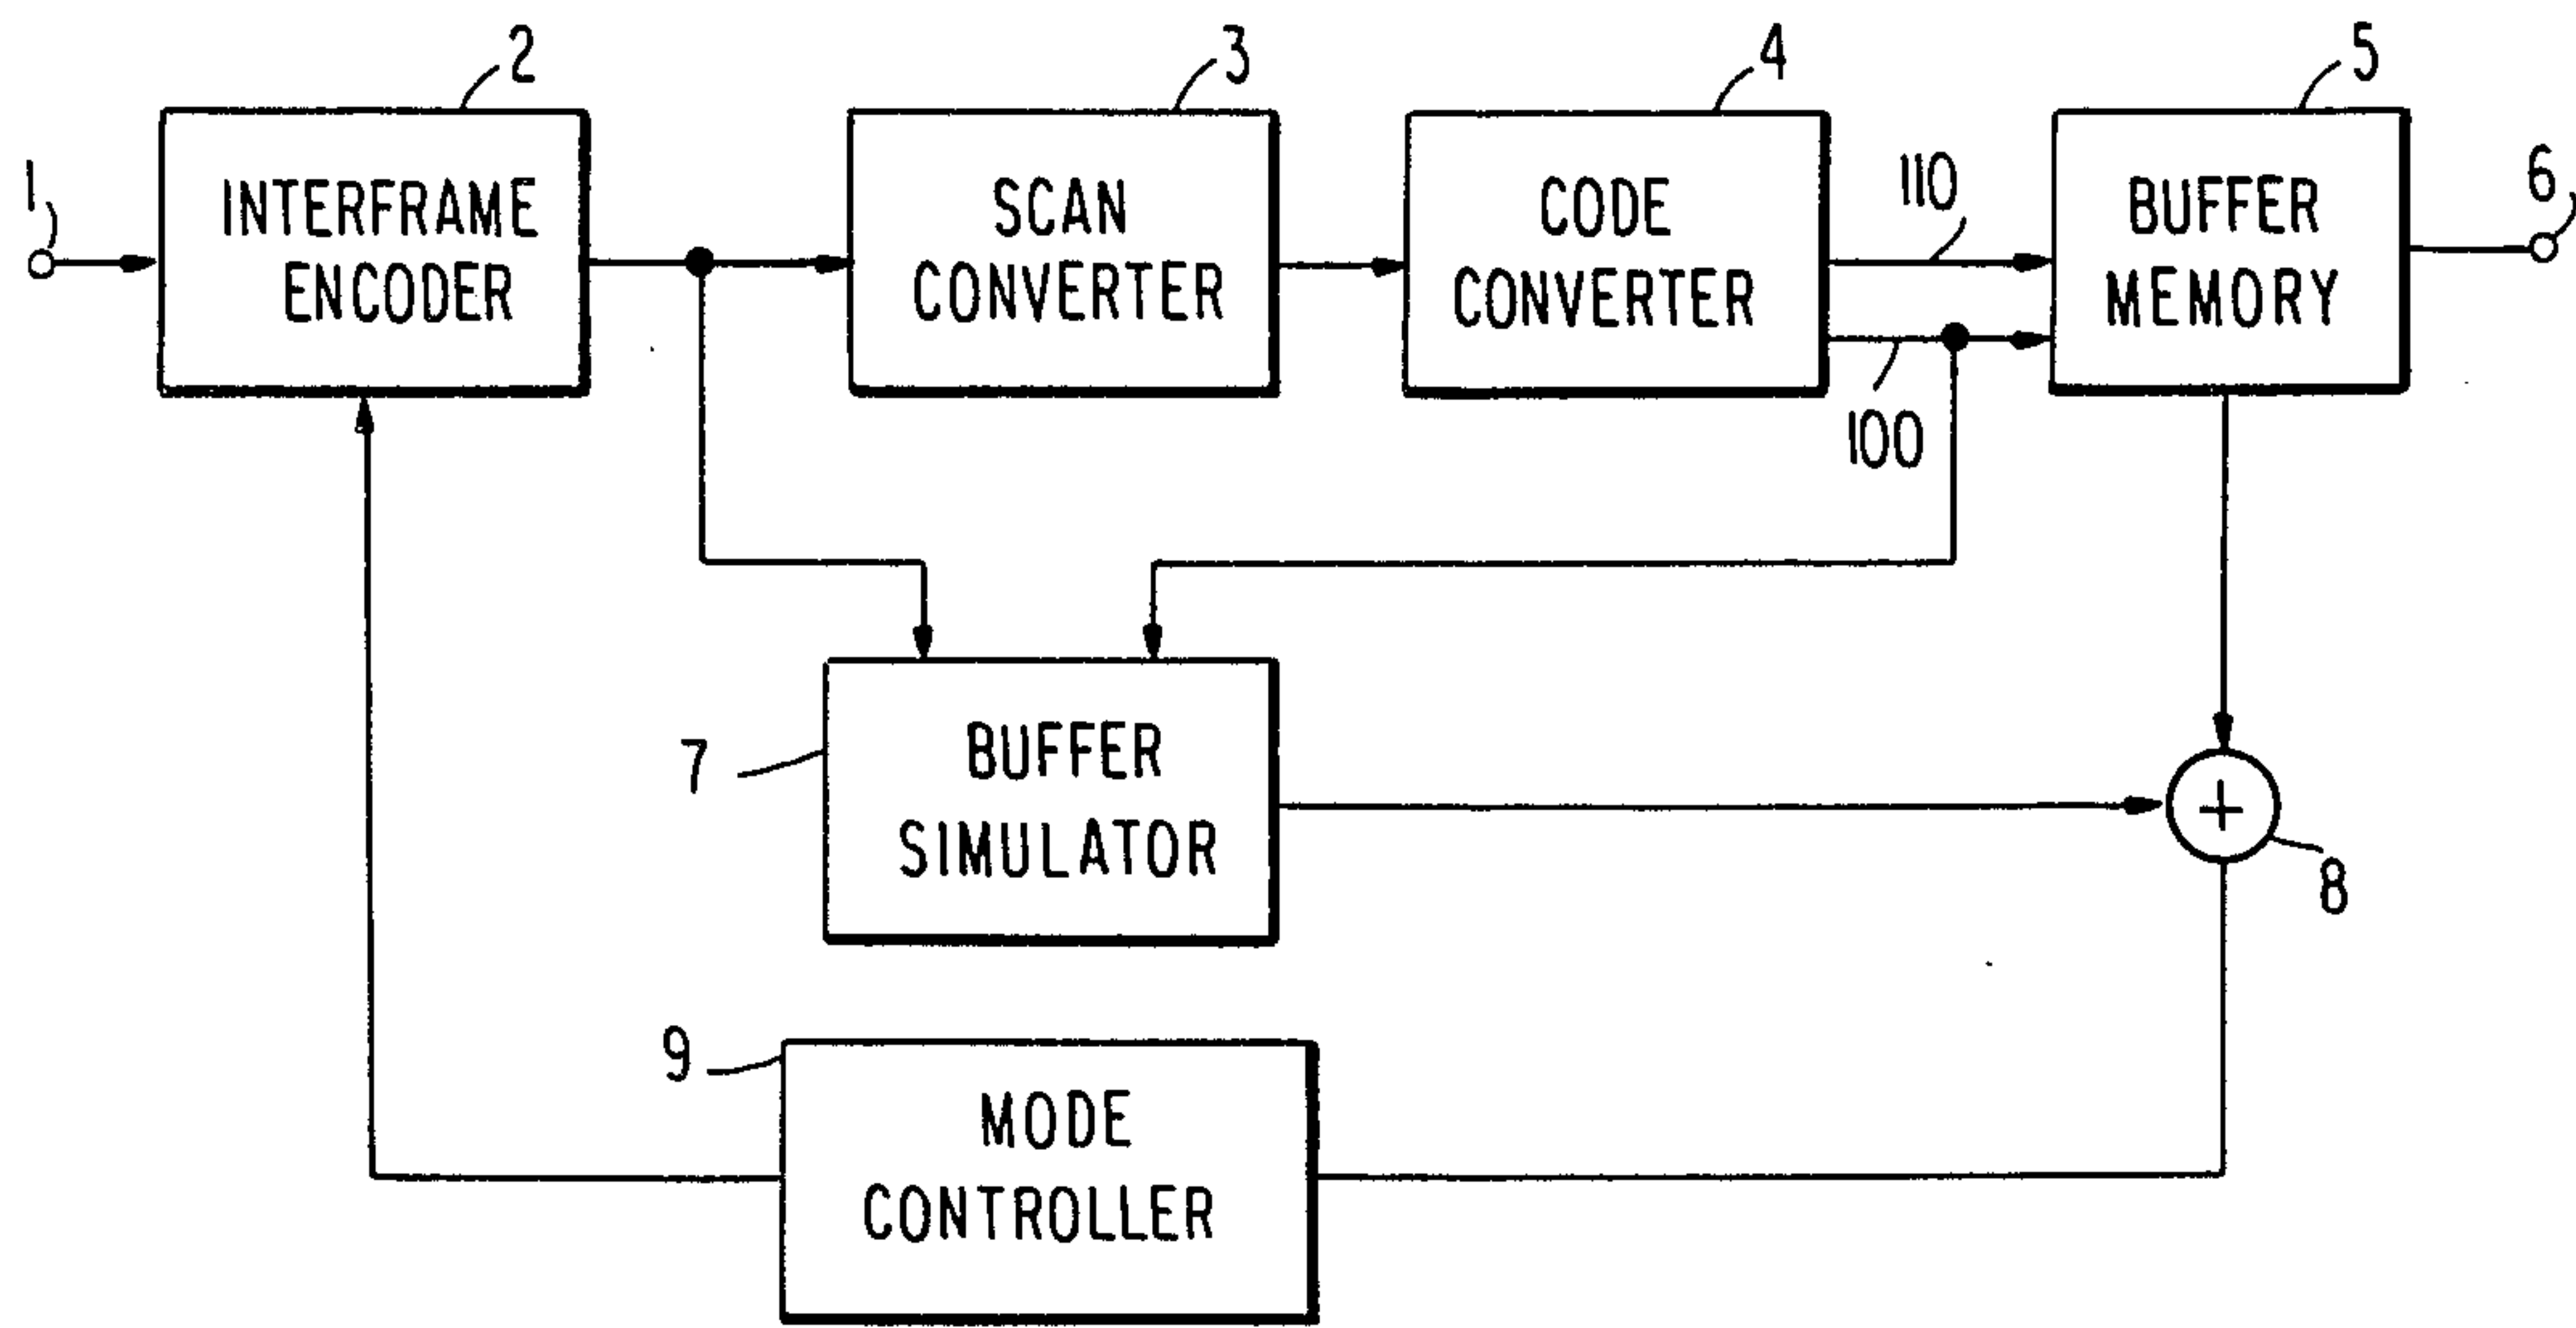 2
3
4
5
1
INTERFRAME
ENCODER
SCAN
CONVERTER
CODE
CONVERTER
110
100
BUFFER
MEMORY
6
7
BUFFER
SIMULATOR
+
8
9
MODE
CONTROLLER